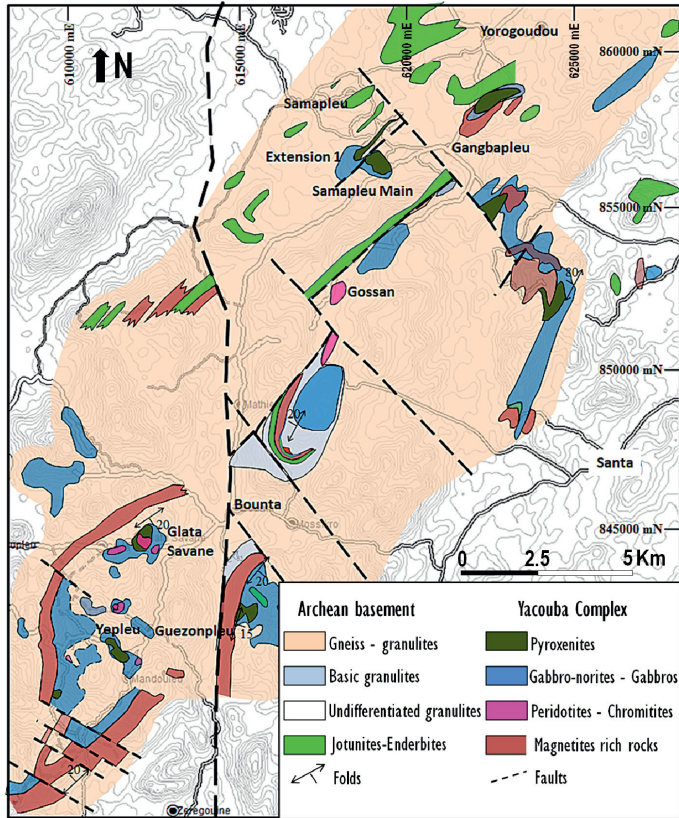 610000 mE
615000 mE
620000 mE
625000 mE
N
Yorogoudou
860000 mN
Samapleu
Extension 1
Gangbapleu
Samapleu Main
855000 mN
80
Gossan
850000 mN
20
Santa
Bounta
20
Glata
Savane
845000 mN
0 2.5 5 Km
20
15
Yepleu
Guezonpleu
20
Zeregouine
Archean basement
Gneiss - granulites
Basic granulites
Undifferentiated granulites
Jotunites-Enderbites
Folds
Yacouba Complex
Pyroxenites
Gabbro-norites - Gabbros
Peridotites - Chromitites
Magnetites rich rocks
Faults